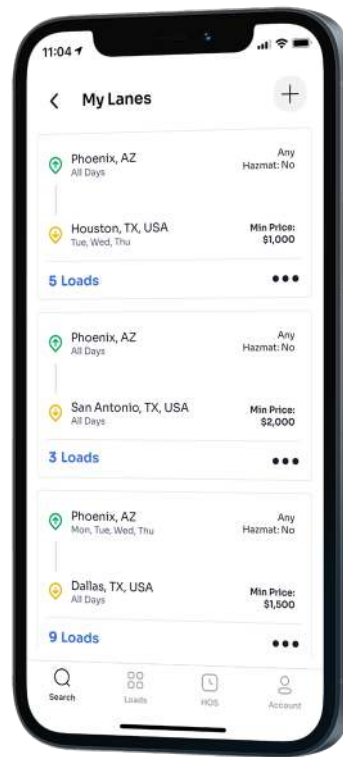 11:04
My Lanes
Phoenix, AZ
All Days
Any
Hazmat: No
Houston, TX, USA
Tue, Wed, Thu
Min Price:
$1,000
5 Loads
Phoenix, AZ
All Days
Any
Hazmat: No
San Antonio, TX, USA
All Days
Min Price:
$2,000
3 Loads
Phoenix, AZ
Mon, Tue, Wed, Thu
Any
Hazmat: No
Dallas, TX, USA
All Days
Min Price:
$1,500
9 Loads
Search
Loads
HOS
Account